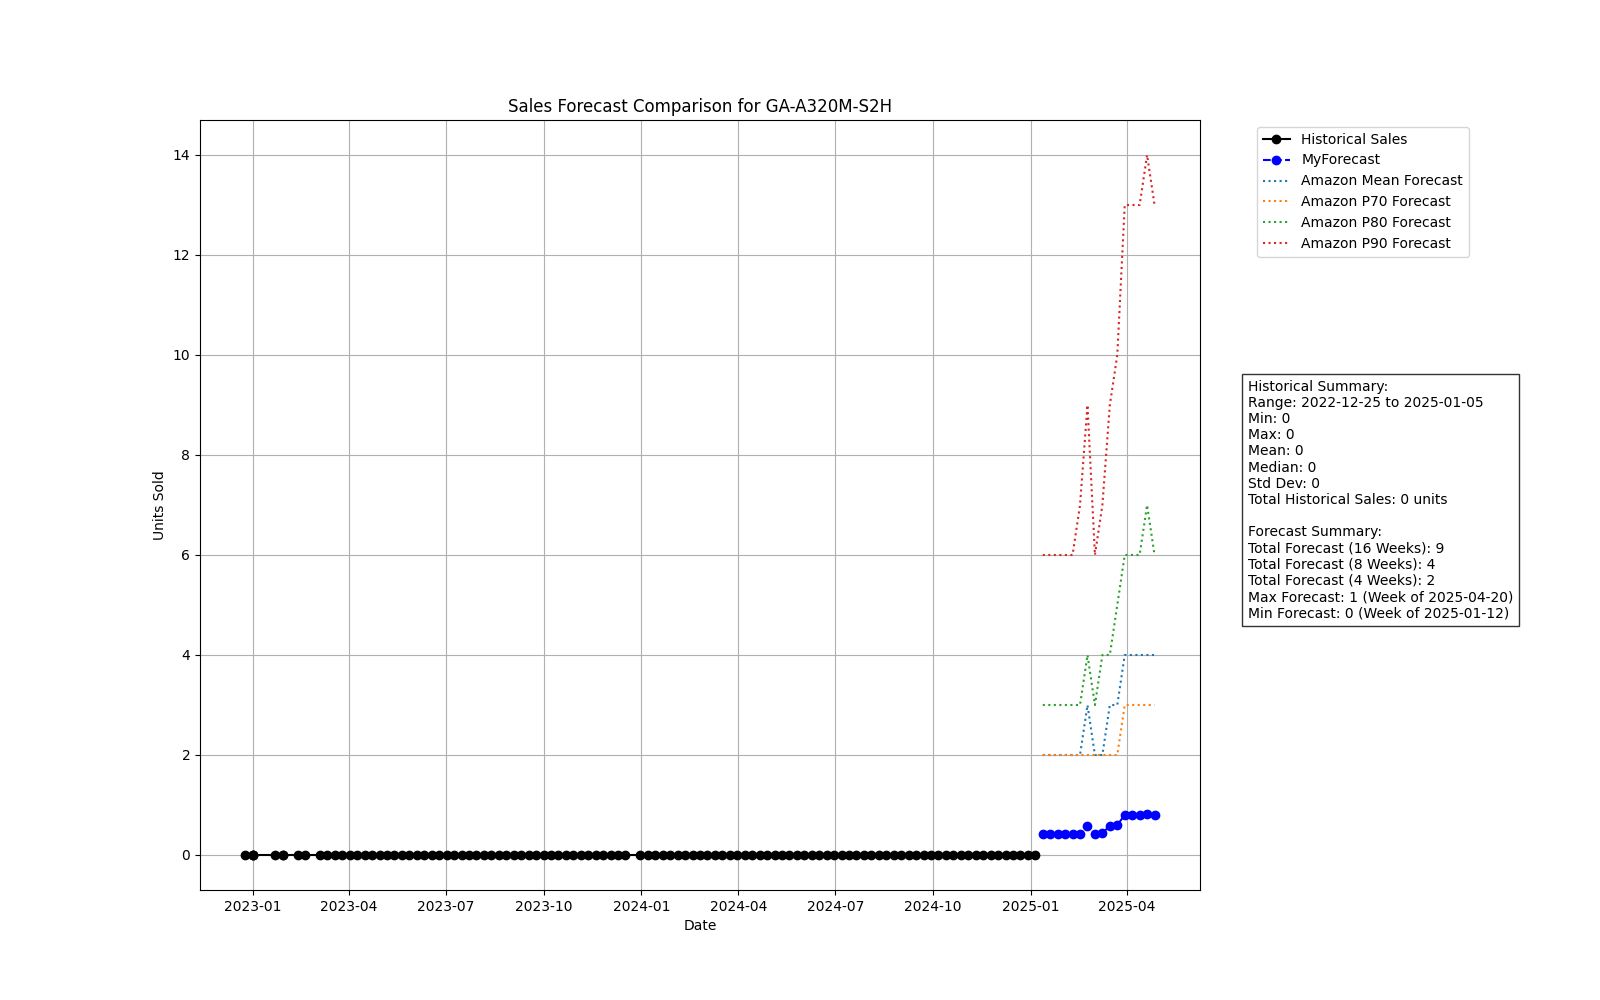 Sales Forecast Comparison for GA-A320M-S2H
Historical Sales
MyForecast
Amazon Mean Forecast
Amazon P70 Forecast
Amazon P80 Forecast
Amazon P90 Forecast
14
12
10
8
6
4
2
0
Units Sold
2023-01 2023-04 2023-07 2023-10 2024-01 2024-04 2024-07 2024-10 2025-01 2025-04
Date
Historical Summary:
Range: 2022-12-25 to 2025-01-05
Min: 0
Max: 0
Mean: 0
Median: 0
Std Dev: 0
Total Historical Sales: 0 units
Forecast Summary:
Total Forecast (16 Weeks): 9
Total Forecast (8 Weeks): 4
Total Forecast (4 Weeks): 2
Max Forecast: 1 (Week of 2025-04-20)
Min Forecast: 0 (Week of 2025-01-12)